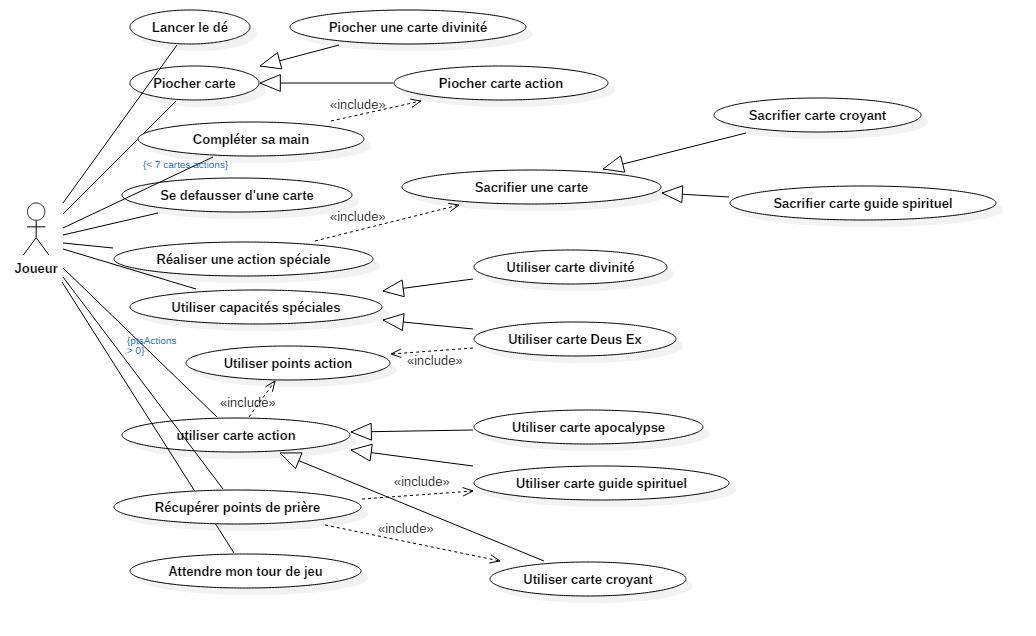 Lancer le dé
Piocher une carte divinité
Piocher carte
Piocher carte action
«include»
Sacrifier carte croyant
Compléter sa main
{< 7 cartes actions}
Se defausser d'une carte
Sacrifier une carte
Sacrifier carte guide spirituel
«include»
Joueur
Réaliser une action spéciale
Utiliser carte divinité
Utiliser capacités spéciales
{ptsActions
> 0}
Utiliser carte Deus Ex
Utiliser points action
«include»
«include»
utiliser carte action
Utiliser carte apocalypse
«include»
Utiliser carte guide spirituel
Récupérer points de prière
«include»
Attendre mon tour de jeu
Utiliser carte croyant